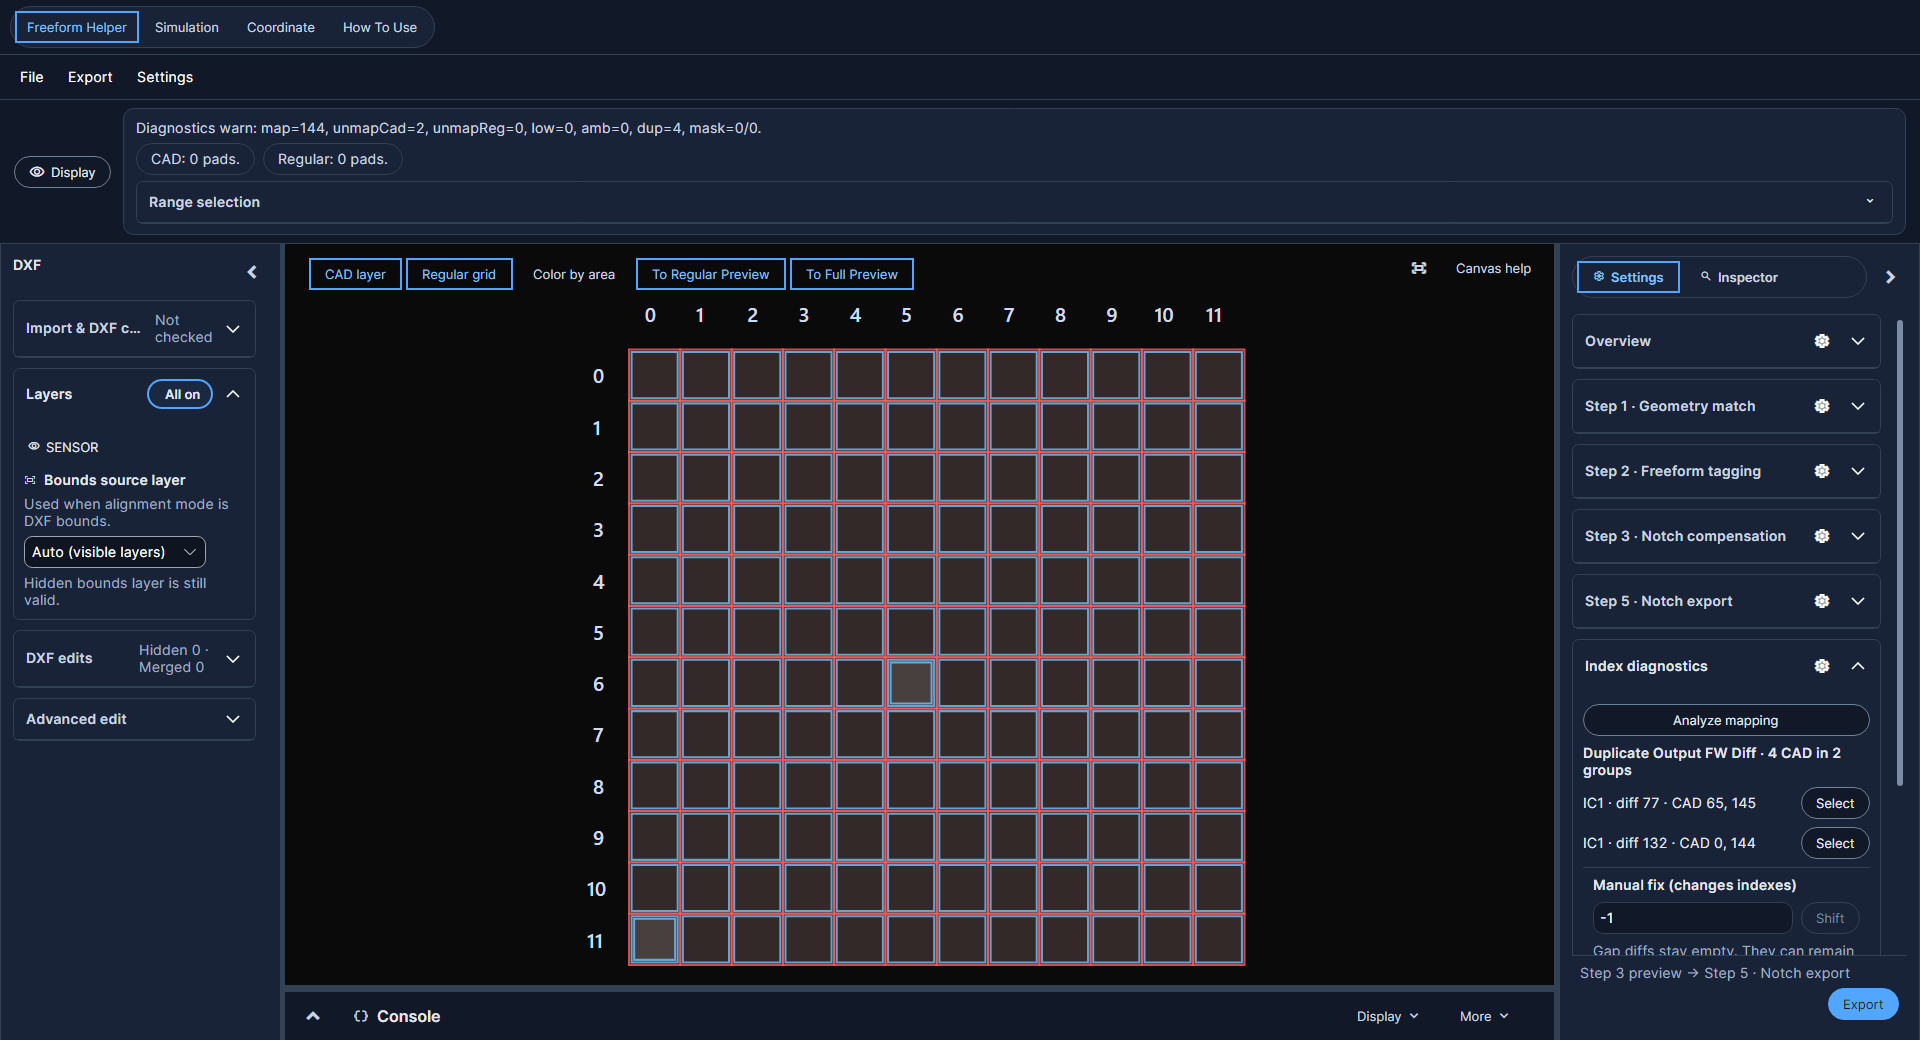 Freeform Helper
Simulation
Coordinate
How To Use
File
Export
Settings
Display
Diagnostics warn: map=144, unmapCad=2, unmapReg=0, low=0, amb=0, dup=4, mask=0/0.
CAD: 0 pads.
Regular: 0 pads.
Range selection
DXF
Import & DXF c...
Not checked
Layers
All on
SENSOR
Bounds source layer
Used when alignment mode is
DXF bounds.
Auto (visible layers)
Hidden bounds layer is still
valid.
DXF edits
Hidden 0 ·
Merged 0
Advanced edit
CAD layer
Regular grid
Color by area
To Regular Preview
To Full Preview
Canvas help
0 1 2 3 4 5 6 7 8 9 10 11
0
1
2
3
4
5
6
7
8
9
10
11
Console
Display
More
Settings
Inspector
Overview
Step 1 · Geometry match
Step 2 · Freeform tagging
Step 3 · Notch compensation
Step 5 · Notch export
Index diagnostics
Analyze mapping
Duplicate Output FW Diff · 4 CAD in 2
groups
IC1 · diff 77 · CAD 65, 145
Select
IC1 · diff 132 · CAD 0, 144
Select
Manual fix (changes indexes)
-1
Shift
Gap diffs stay empty. They can remain
Step 3 preview → Step 5 · Notch export
Export